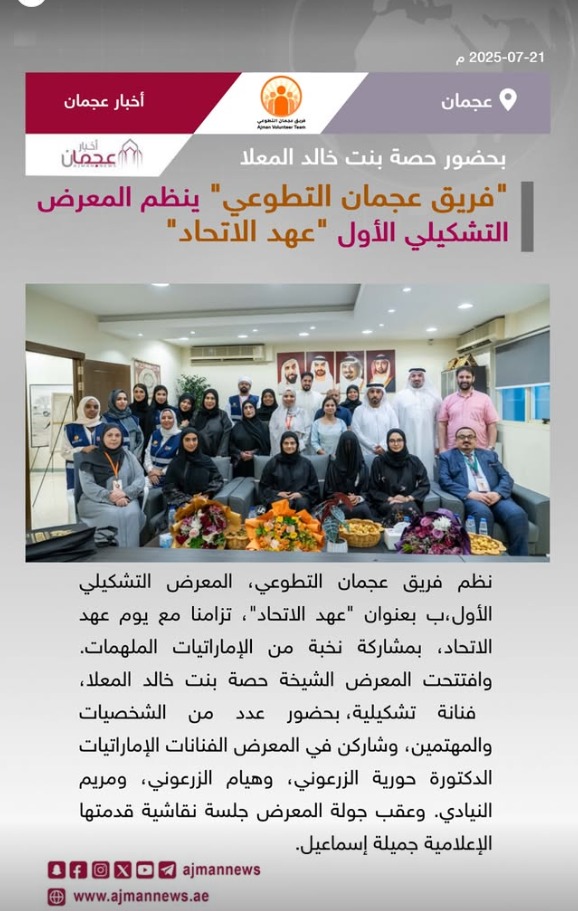 2025-07-21 م
عجمان
فريق عجمان التطوعي
Ajman Volunteer Team
أخبار عجمان
أخبار
عجمان
AJMANNEWS
بحضور حصة بنت خالد المعلا
"فريق عجمان التطوعي" ينظم المعرض
التشكيلي الأول "عهد الاتحاد"
نظم فريق عجمان التطوعي، المعرض التشكيلي
الأول،ب بعنوان "عهد الاتحاد"، تزامنا مع يوم عهد
الاتحاد، بمشاركة نخبة من الإماراتيات الملهمات.
وافتتحت المعرض الشيخة حصة بنت خالد المعلا،
فنانة تشكيلية، بحضور عدد من الشخصيات
والمهتمين، وشاركن في المعرض الفنانات الإماراتيات
الدكتورة حورية الزرعوني، وهيام الزرعوني، ومريم
النيادي. وعقب جولة المعرض جلسة نقاشية قدمتها
الإعلامية جميلة إسماعيل.
ajmannews
www.ajmannews.ae